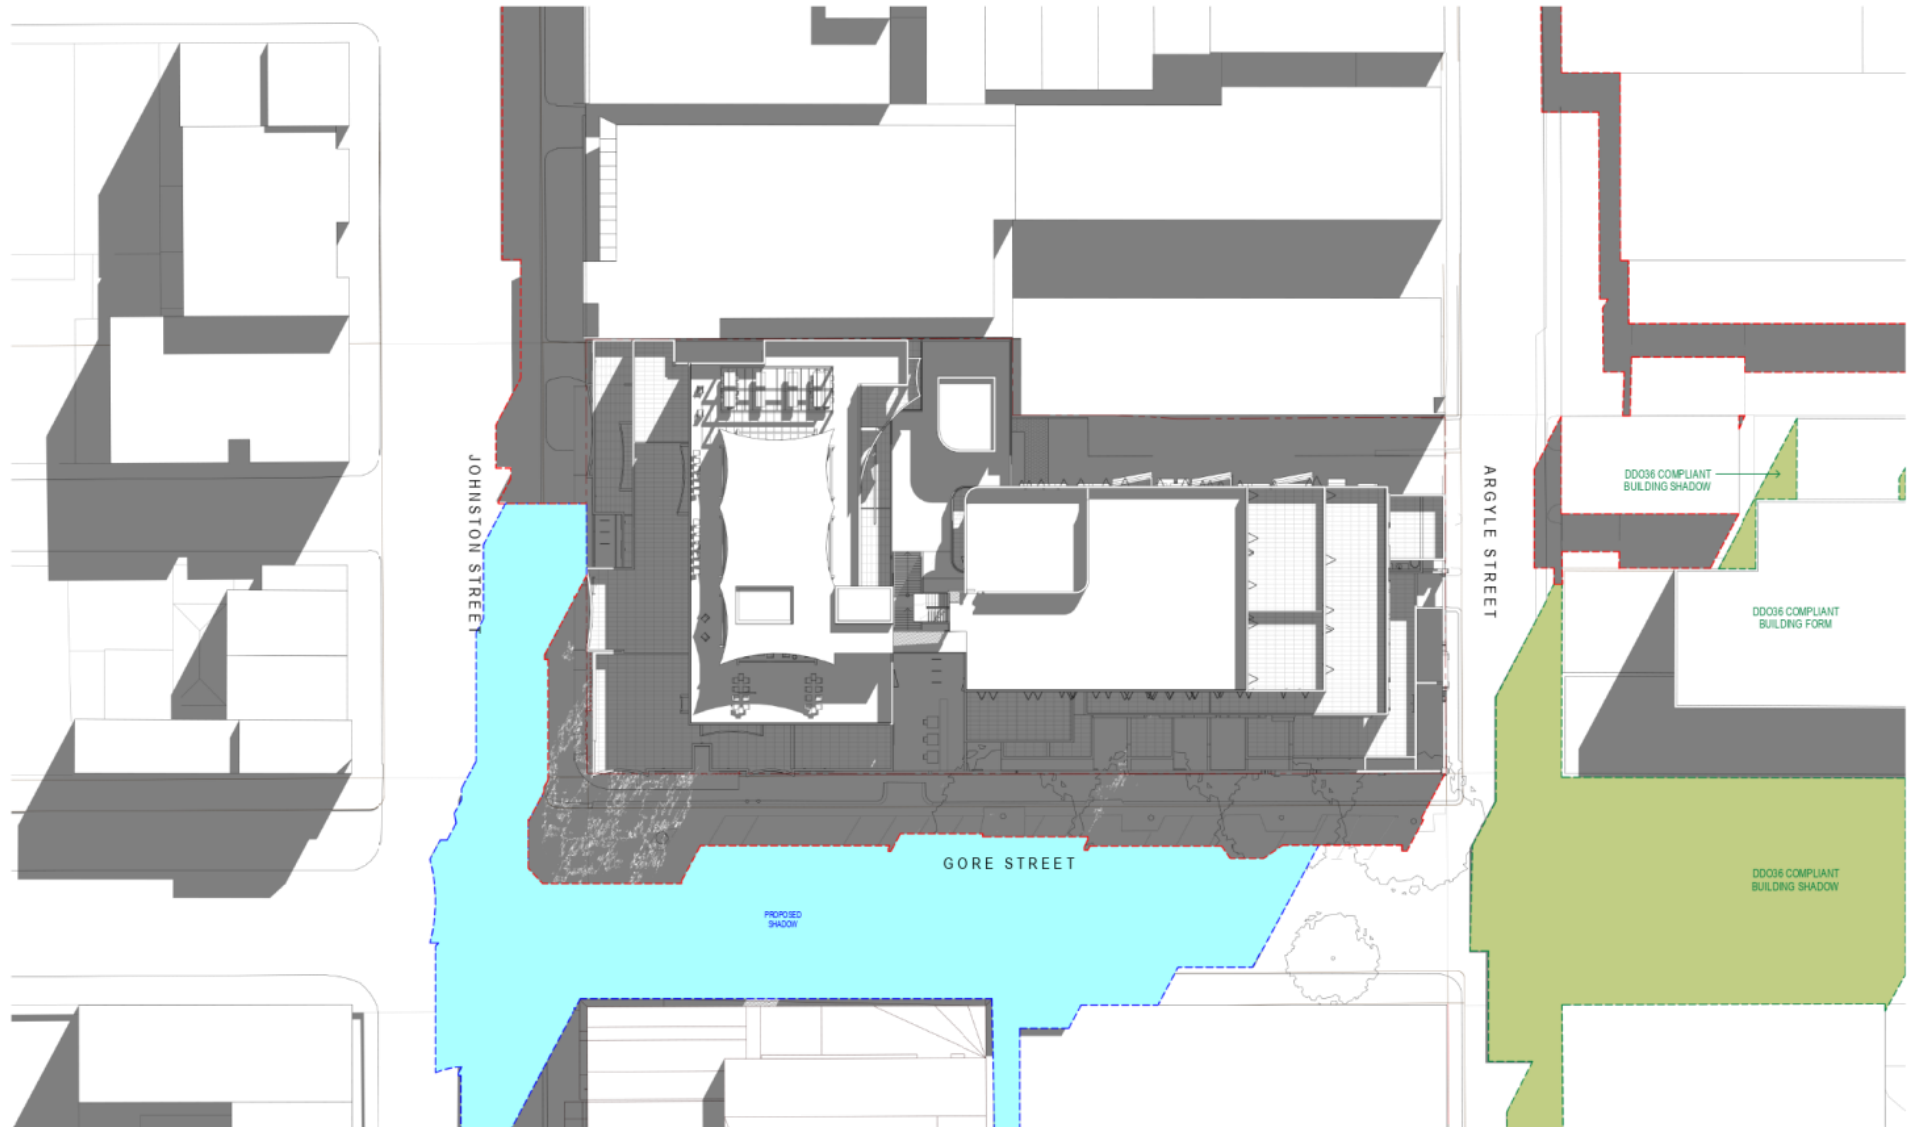 JOHNSTON STREET
ARGYLE STREET
DDO36 COMPLIANT
BUILDING SHADOW
DDO36 COMPLIANT
BUILDING FORM
GORE STREET
DDO36 COMPLIANT
BUILDING SHADOW
PROPOSED
SHADOW